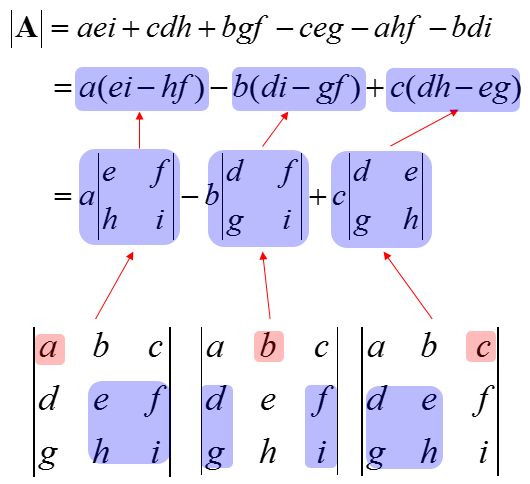 |A| = aei + cdh + bgf − ceg − ahf − bdi
= a(ei − hf) − b(di − gf) + c(dh − eg)
= a |e f| − b |d f| + c |d e|
|h i| |g i| |g h|
|a b c| |a b c| |a b c|
|d e f| |d e f| |d e f|
|g h i| |g h i| |g h i|